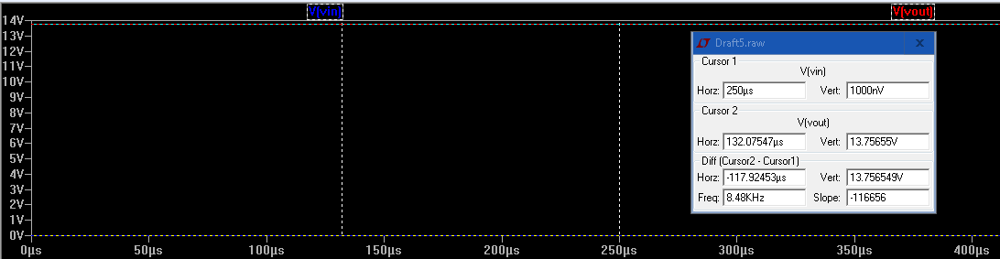 V(vin) V(vout)
14V
13V
12V
11V
10V
9V
8V
7V
6V
5V
4V
3V
2V
1V
0V
0µs 50µs 100µs 150µs 200µs 250µs 300µs 350µs 400µs
Draft5.raw
Cursor 1
V(vin)
Horz: 250µs Vert: 1000nV
Cursor 2
V(vout)
Horz: 132.07547µs Vert: 13.75655V
Diff (Cursor2 - Cursor1)
Horz: -117.92453µs Vert: 13.756549V
Freq: 8.48KHz Slope: -116656